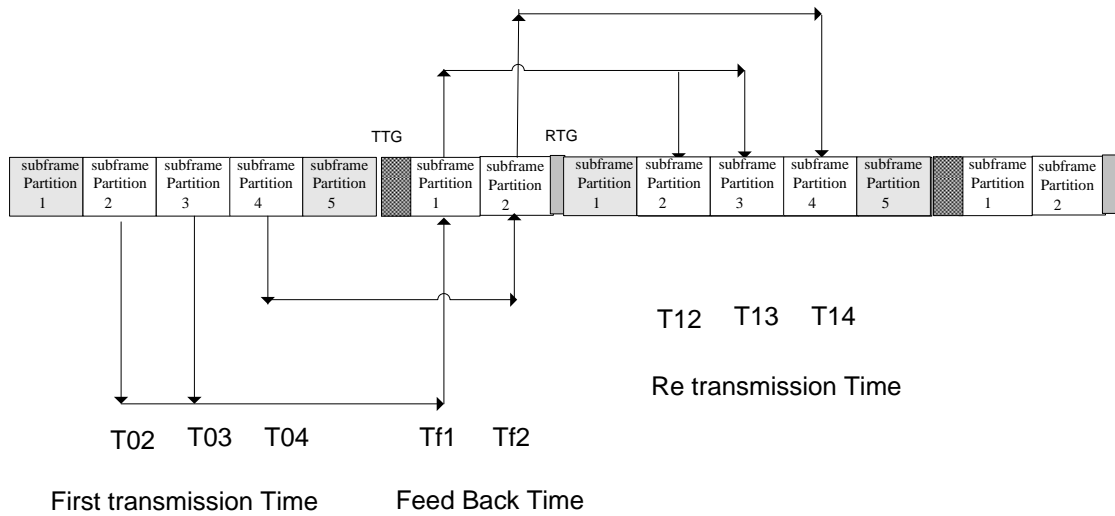 TTG
RTG
subframe
Partition
1
subframe
Partition
2
subframe
Partition
3
subframe
Partition
4
subframe
Partition
5
subframe
Partition
1
subframe
Partition
2
subframe
Partition
1
subframe
Partition
2
subframe
Partition
3
subframe
Partition
4
subframe
Partition
5
subframe
Partition
1
subframe
Partition
2
T12 T13 T14
Re transmission Time
T02 T03 T04 Tf1 Tf2
First transmission Time Feed Back Time